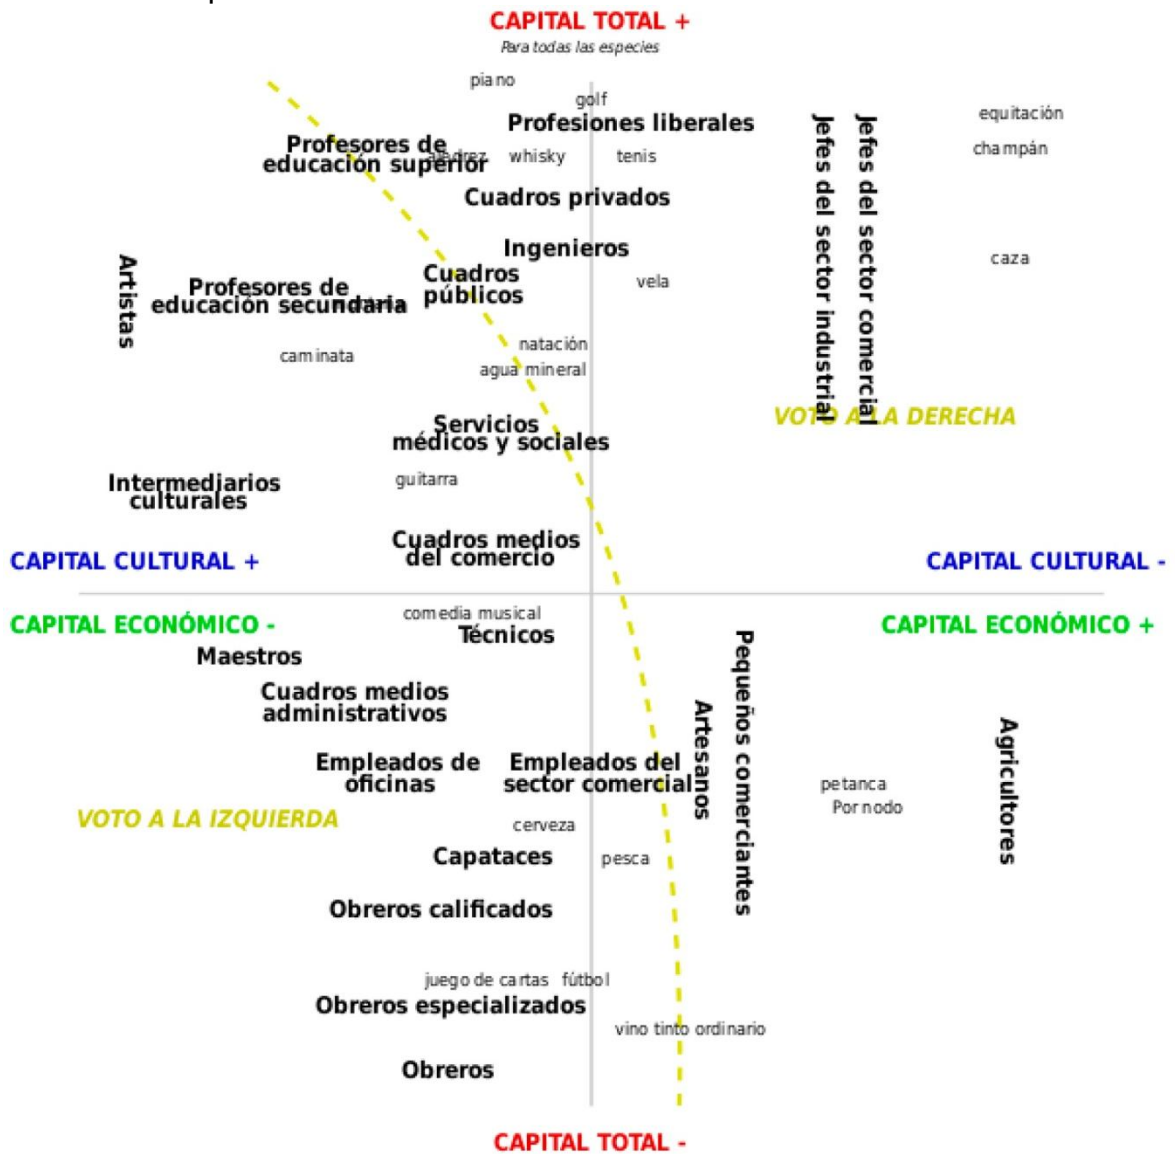 CAPITAL TOTAL +
Para todas las especies
piano
golf
equitación
Profesiones liberales
Profesores de
educación superior
ajedrez
whisky
tenis
champán
Jefes del sector industrial
Jefes del sector comercial
Cuadros privados
Ingenieros
caza
Artistas
Cuadros
públicos
vela
Profesores de
educación secundaria
natación
caminata
agua mineral
VOTO A LA DERECHA
Servicios
médicos y sociales
guitarra
Intermediarios
culturales
Cuadros medios
del comercio
CAPITAL CULTURAL +
CAPITAL CULTURAL -
CAPITAL ECONÓMICO -
CAPITAL ECONÓMICO +
comedia musical
Técnicos
Maestros
Pequeños comerciantes
Cuadros medios
administrativos
Artesanos
Agricultores
Empleados de
oficinas
Empleados del
sector comercial
petanca
Por nodo
VOTO A LA IZQUIERDA
cerveza
Capataces
pesca
Obreros calificados
juego de cartas
fútbol
Obreros especializados
vino tinto ordinario
Obreros
CAPITAL TOTAL -